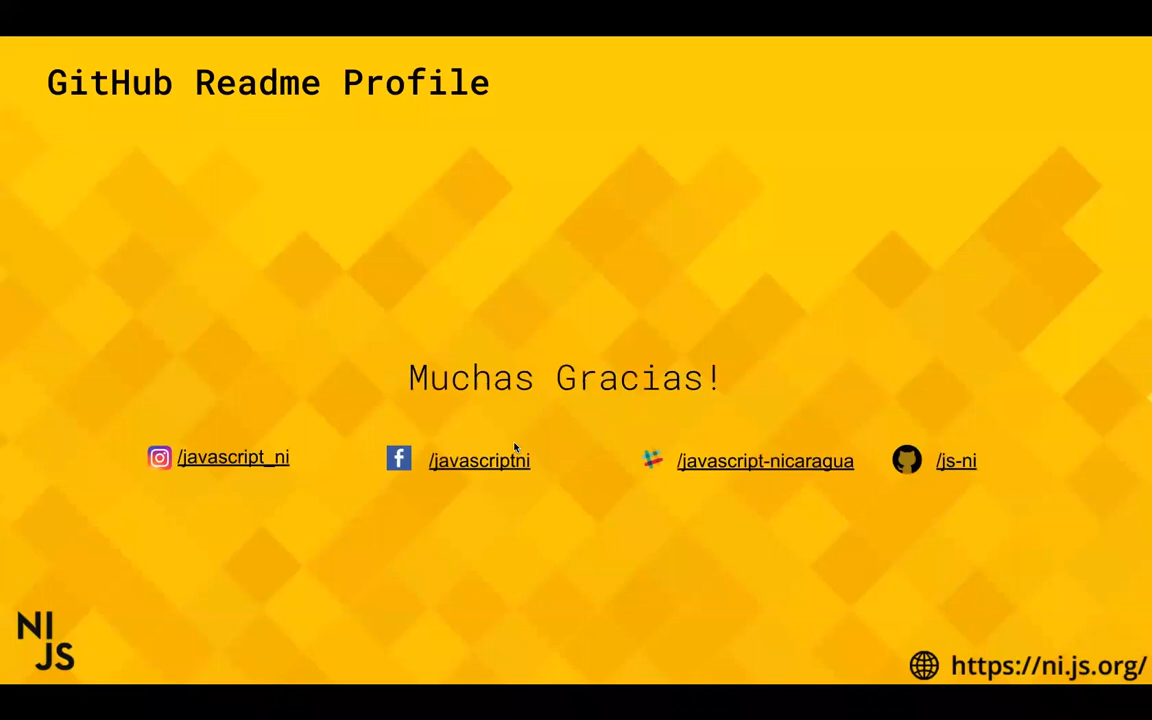 GitHub Readme Profile
Muchas Gracias!
/javascript_ni
/javascriptni
/javascript-nicaragua
/js-ni
NI
JS
https://ni.js.org/